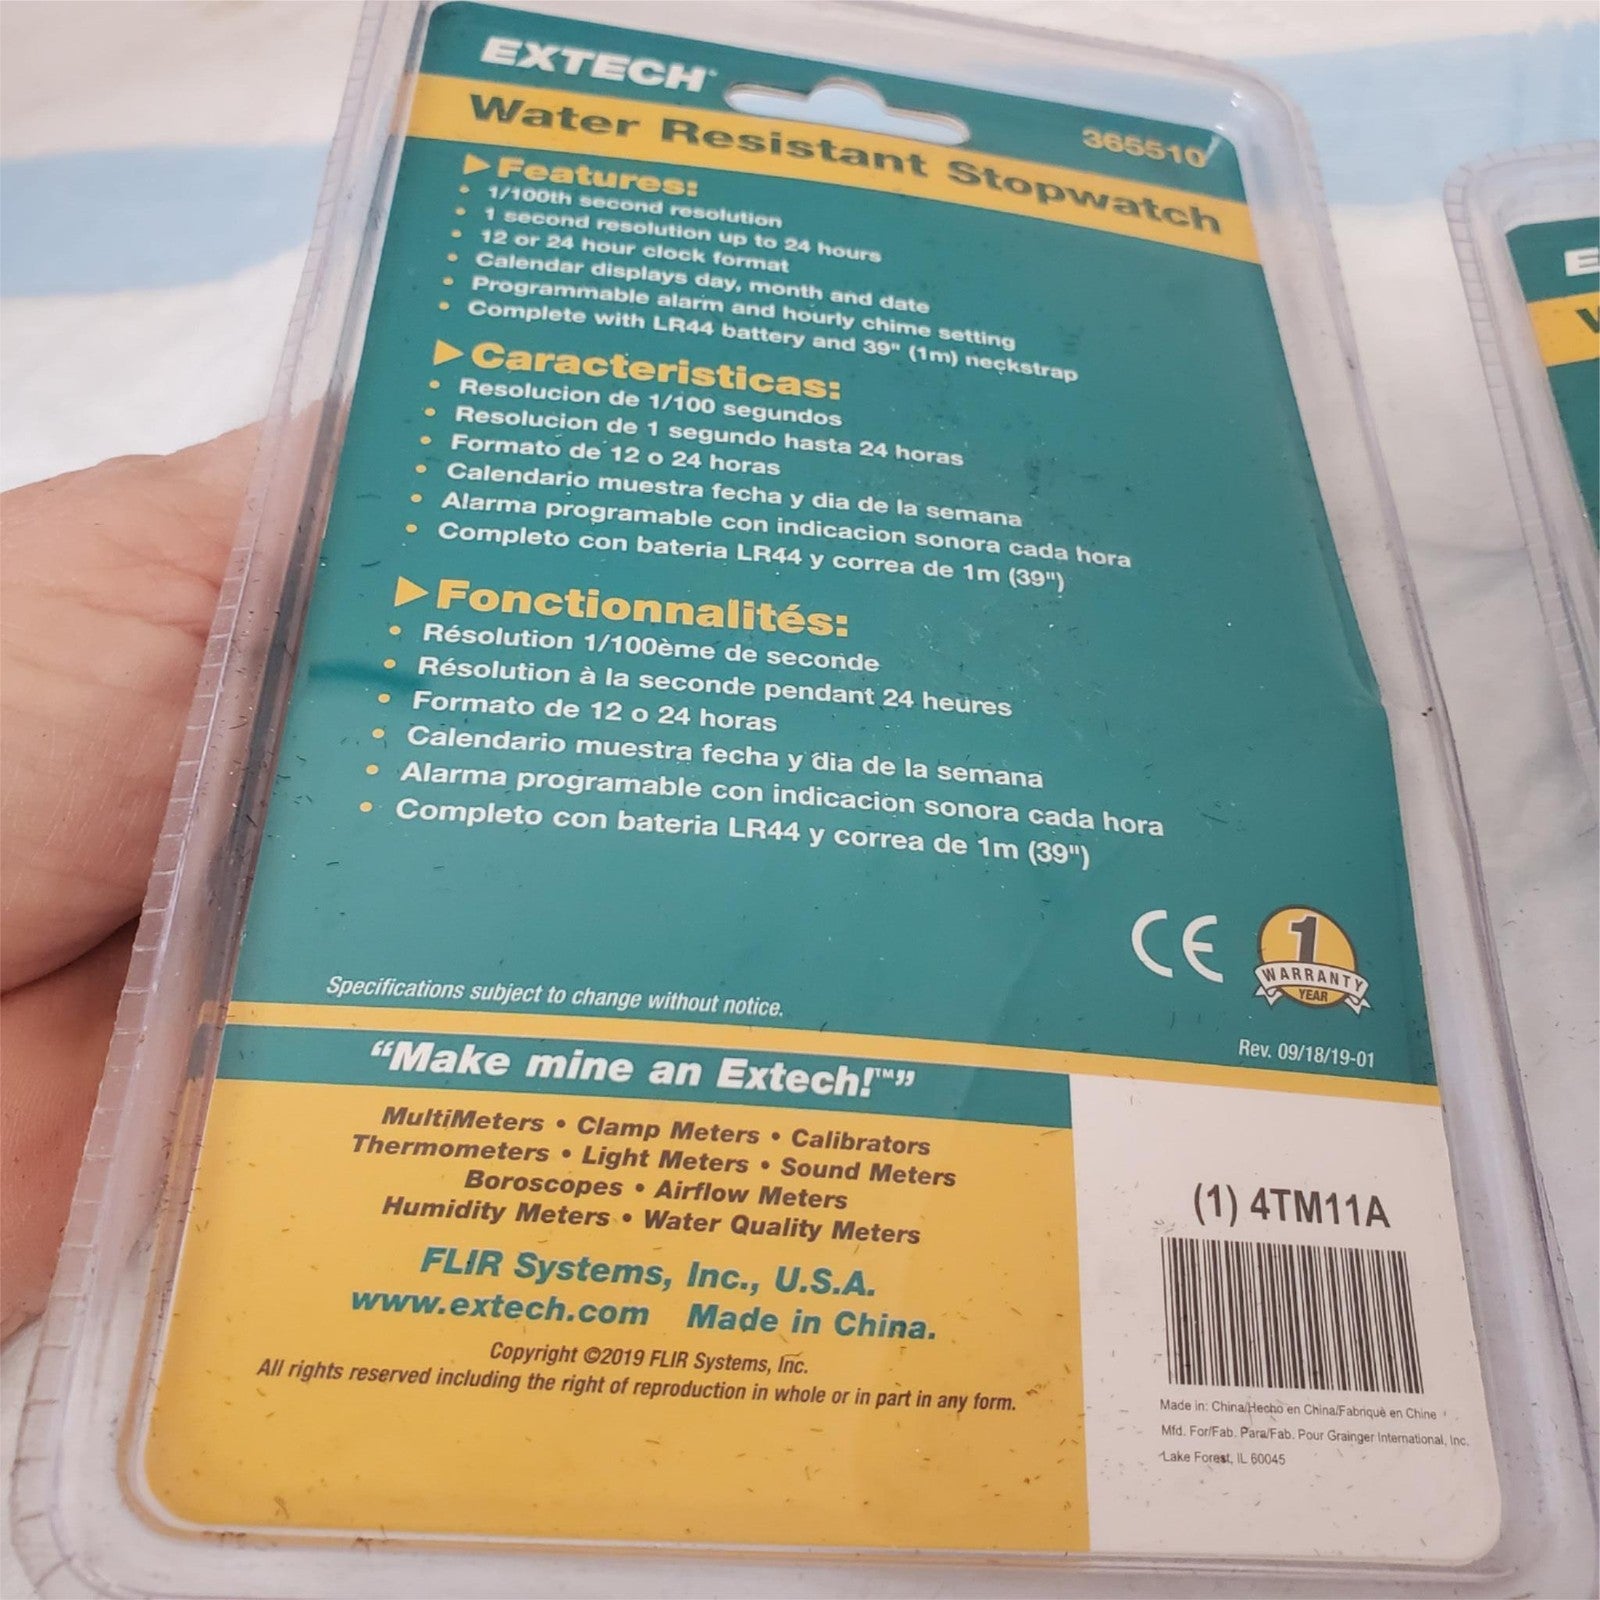 EXTECH®
365510
Water Resistant Stopwatch
Features:
• 1/100th second resolution
• 1 second resolution up to 24 hours
• 12 or 24 hour clock format
• Calendar displays day, month and date
• Programmable alarm and hourly chime setting
• Complete with LR44 battery and 39" (1m) neckstrap
Caracteristicas:
• Resolucion de 1/100 segundos
• Resolucion de 1 segundo hasta 24 horas
• Formato de 12 o 24 horas
• Calendario muestra fecha y dia de la semana
• Alarma programable con indicacion sonora cada hora
• Completo con bateria LR44 y correa de 1m (39")
Fonctionnalités:
• Résolution 1/100ème de seconde
• Résolution à la seconde pendant 24 heures
• Formato de 12 o 24 horas
• Calendario muestra fecha y dia de la semana
• Alarma programable con indicacion sonora cada hora
• Completo con bateria LR44 y correa de 1m (39")
CE
1
WARRANTY
YEAR
Specifications subject to change without notice.
Rev. 09/18/19-01
“Make mine an Extech!™”
MultiMeters • Clamp Meters • Calibrators
Thermometers • Light Meters • Sound Meters
Boroscopes • Airflow Meters
Humidity Meters • Water Quality Meters
FLIR Systems, Inc., U.S.A.
www.extech.com Made in China.
Copyright ©2019 FLIR Systems, Inc.
All rights reserved including the right of reproduction in whole or in part in any form.
(1) 4TM11A
Made in: China/Hecho en China/Fabriqué en Chine
Mfd. For/Fab. Para/Fab. Pour Grainger International, Inc.
Lake Forest, IL 60045